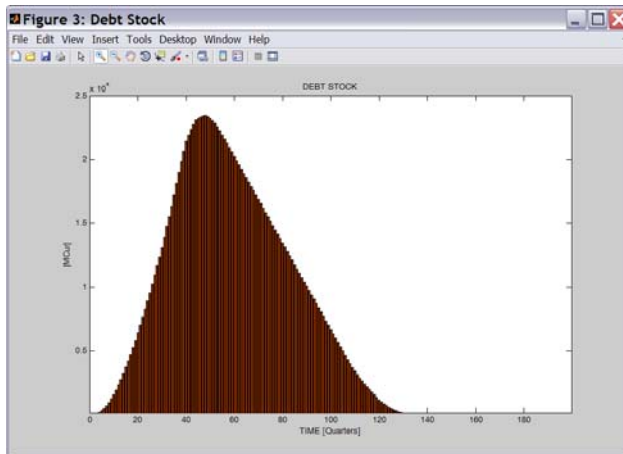 Figure 3: Debt Stock
File Edit View Insert Tools Desktop Window Help
DEBT STOCK
2.5 x 10⁴
2
1.5
1
0.5
[MCur]
0 20 40 60 80 100 120 140 160 180
TIME [Quarters]